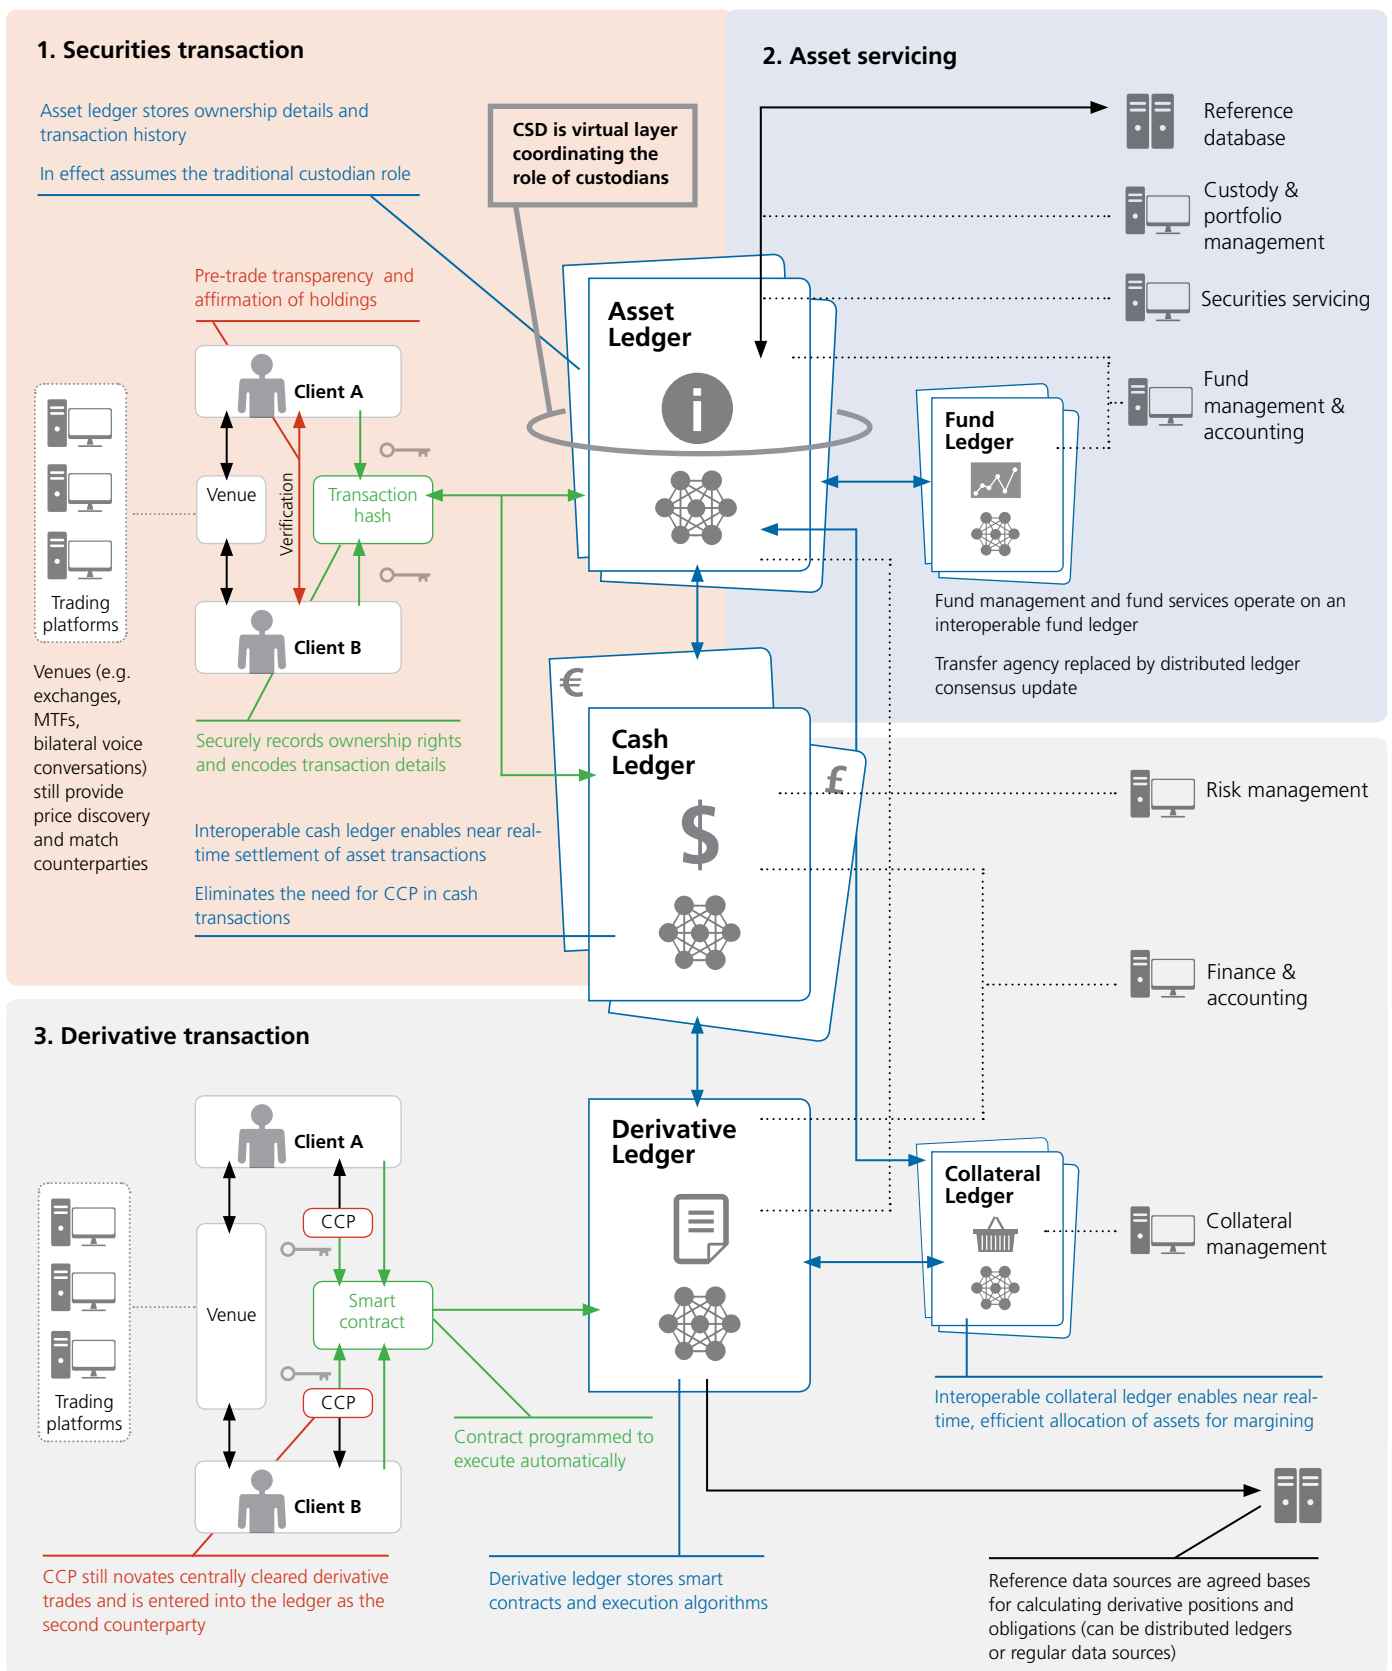 1. Securities transaction
Asset ledger stores ownership details and
transaction history
In effect assumes the traditional custodian role
CSD is virtual layer
coordinating the
role of custodians
Pre-trade transparency and
affirmation of holdings
Client A
Venue
Verification
Transaction
hash
Client B
Trading
platforms
Venues (e.g.
exchanges,
MTFs,
bilateral voice
conversations)
still provide
price discovery
and match
counterparties
Securely records ownership rights
and encodes transaction details
Interoperable cash ledger enables near real-
time settlement of asset transactions
Eliminates the need for CCP in cash
transactions
Asset
Ledger
i
€
Cash
Ledger
£
$
2. Asset servicing
Reference
database
Custody &
portfolio
management
Securities servicing
Fund
management &
accounting
Fund
Ledger
Fund management and fund services operate on an
interoperable fund ledger
Transfer agency replaced by distributed ledger
consensus update
Risk management
Finance &
accounting
3. Derivative transaction
Client A
CCP
Venue
Smart
contract
CCP
Client B
Trading
platforms
Contract programmed to
execute automatically
CCP still novates centrally cleared derivative
trades and is entered into the ledger as the
second counterparty
Derivative
Ledger
Derivative ledger stores smart
contracts and execution algorithms
Collateral
Ledger
Collateral
management
Interoperable collateral ledger enables near real-
time, efficient allocation of assets for margining
Reference data sources are agreed bases
for calculating derivative positions and
obligations (can be distributed ledgers
or regular data sources)